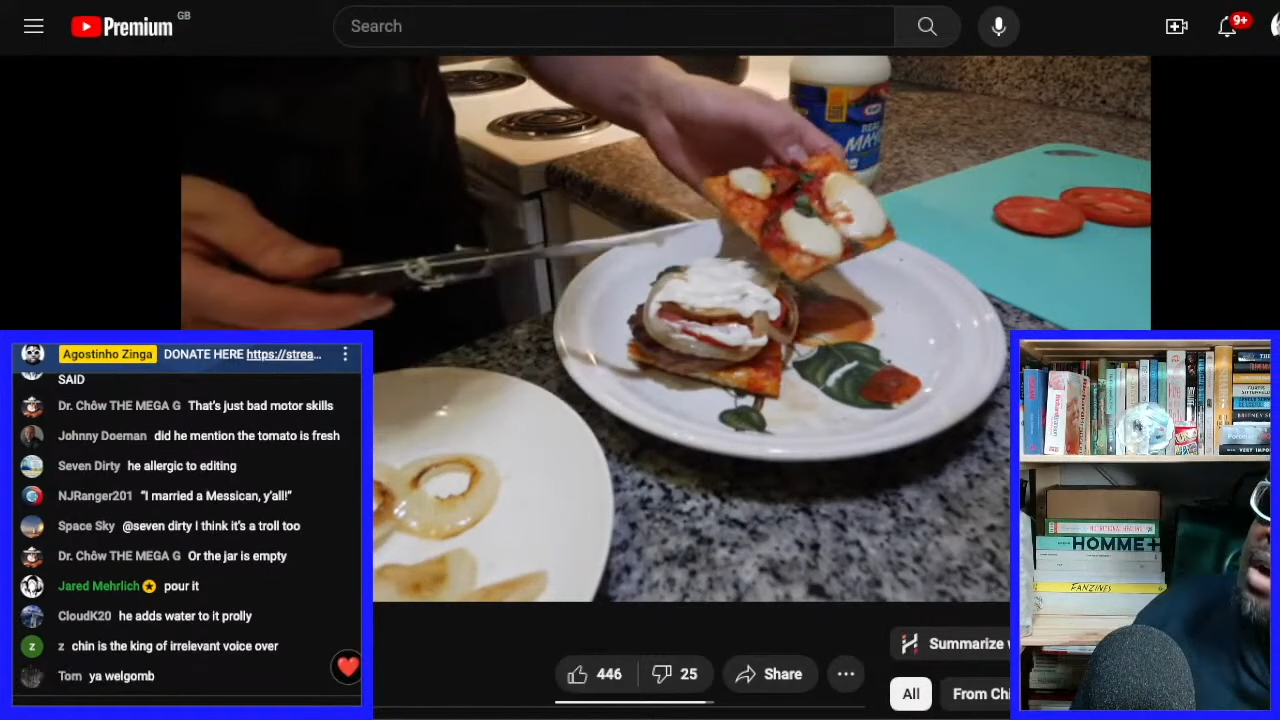 Premium GB
Search
9+
Kraft
REAL
MAYO
Agostinho Zinga DONATE HERE https://strea...
SAID
Dr. Chôw THE MEGA G That's just bad motor skills
Johnny Doeman did he mention the tomato is fresh
Seven Dirty he allergic to editing
NJRanger201 “I married a Messican, y'all!”
Space Sky @seven dirty I think it's a troll too
Dr. Chôw THE MEGA G Or the jar is empty
Jared Mehrlich pour it
CloudK20 he adds water to it prolly
z z chin is the king of irrelevant voice over
Tom ya welgomb
446
25
Share
Summarize
All
From Chi
HOMME+
FANZINES